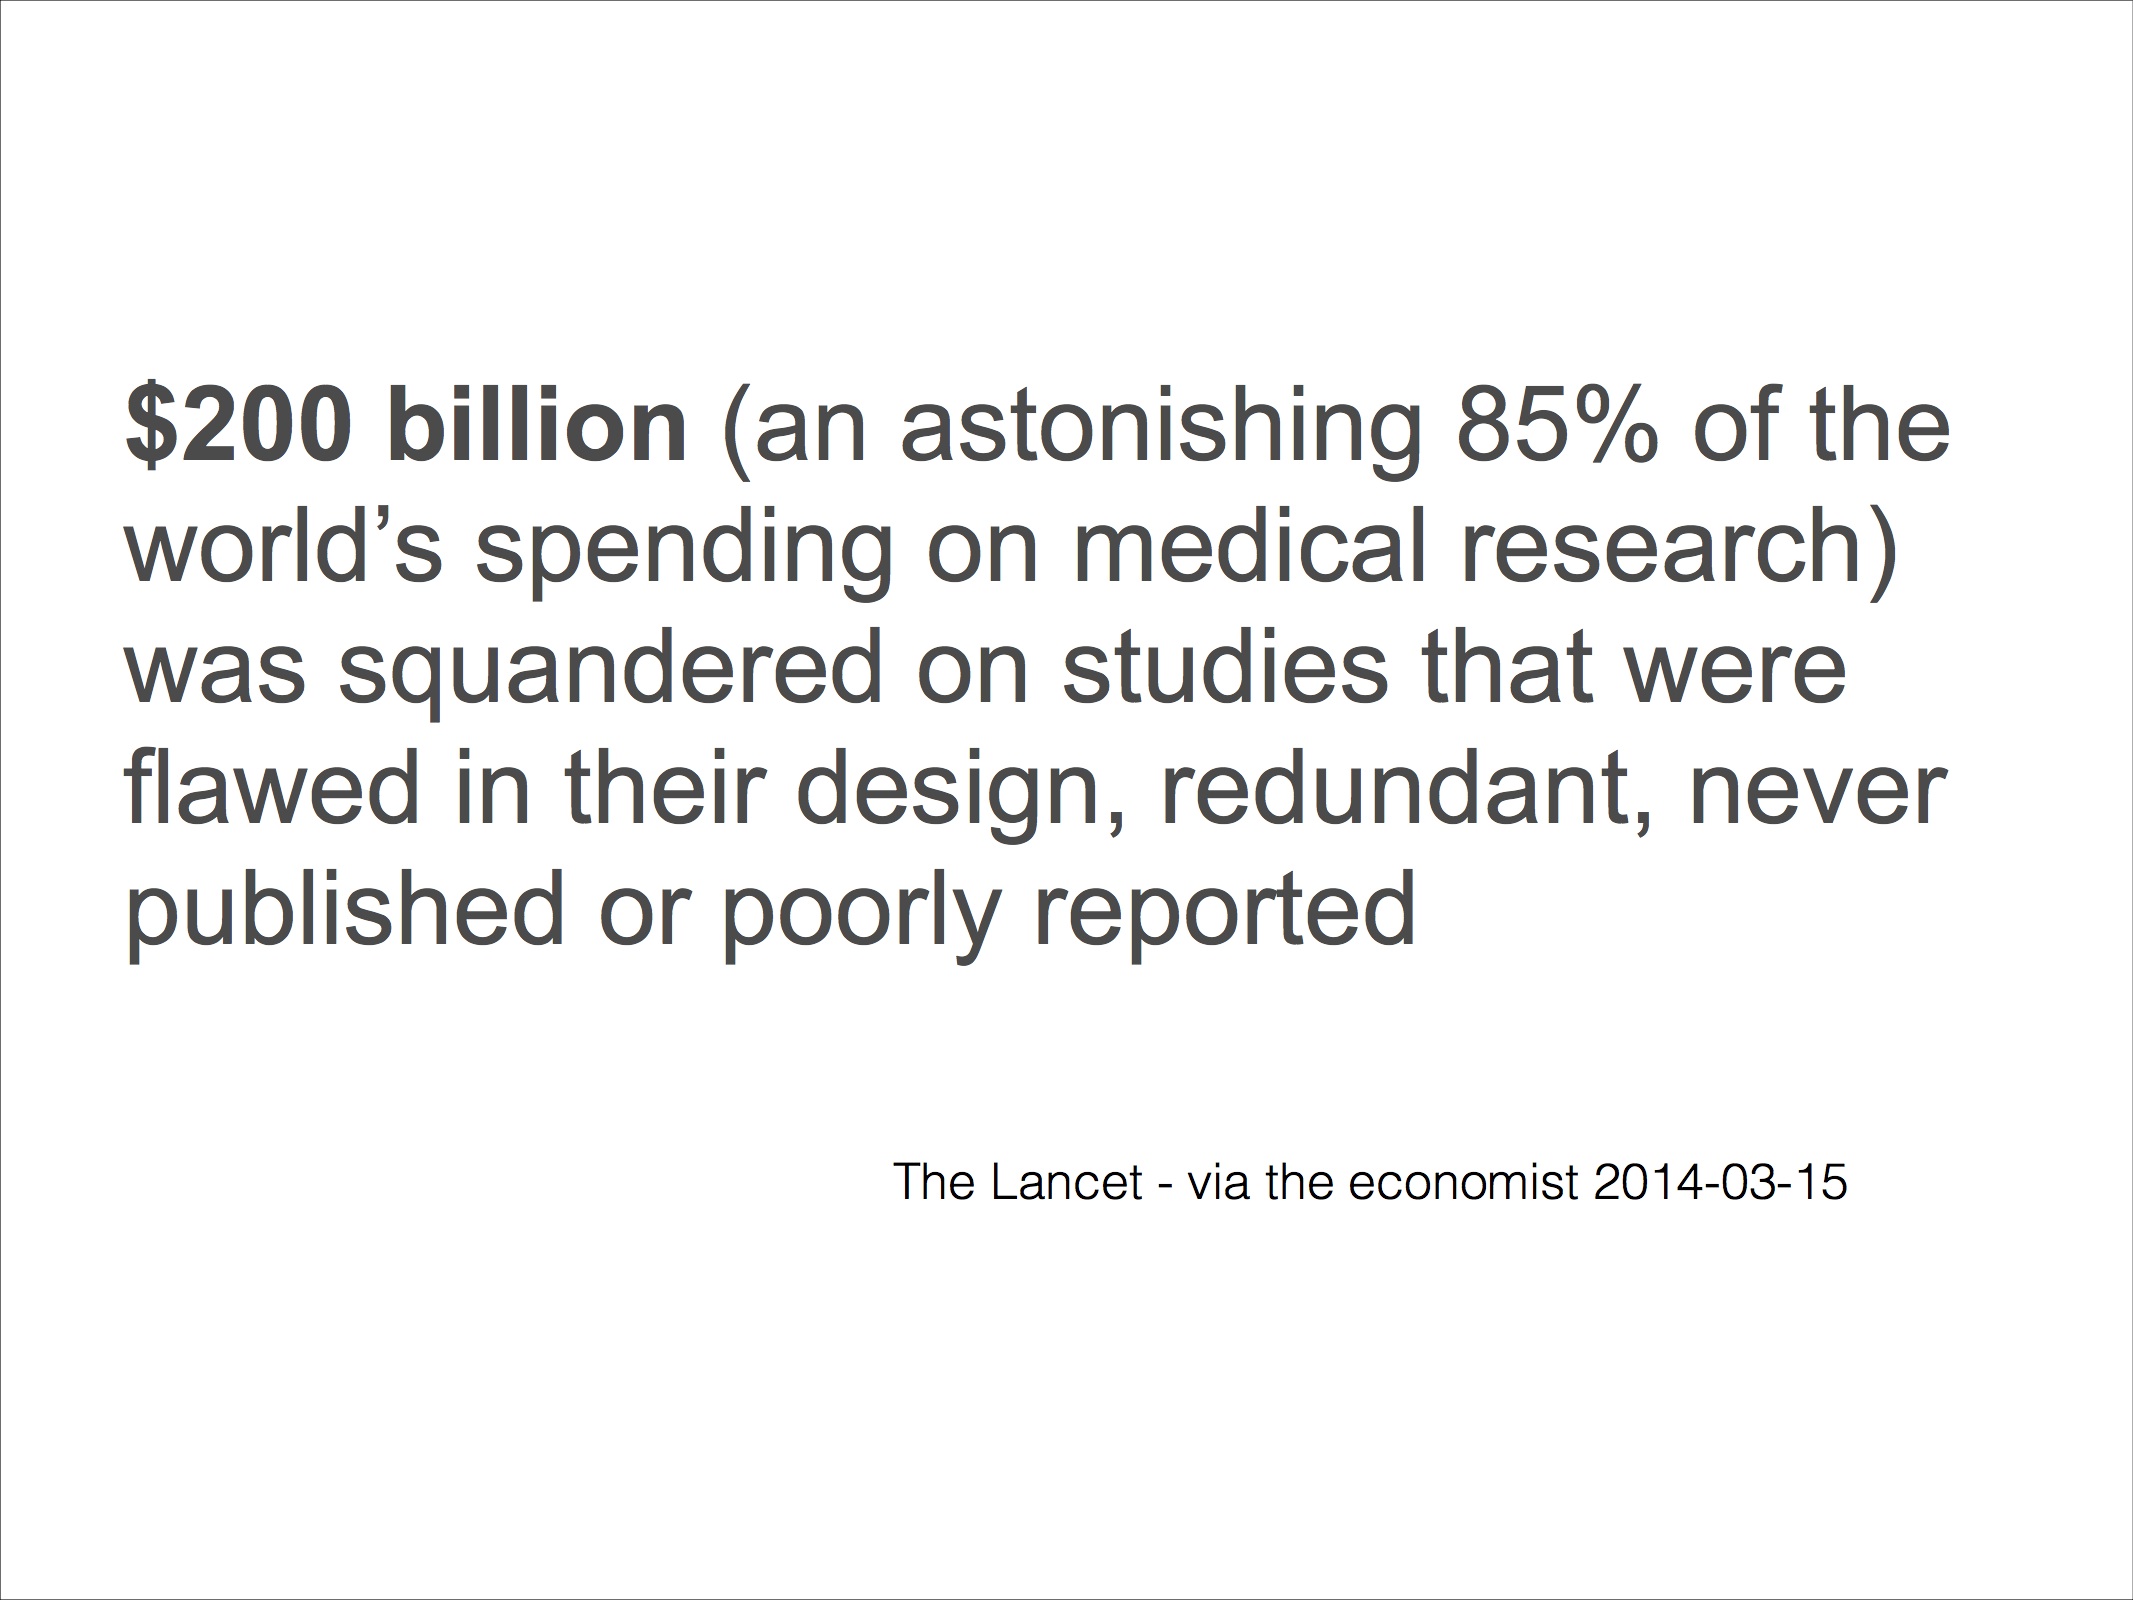 $200 billion (an astonishing 85% of the
world’s spending on medical research)
was squandered on studies that were
flawed in their design, redundant, never
published or poorly reported
The Lancet - via the economist 2014-03-15